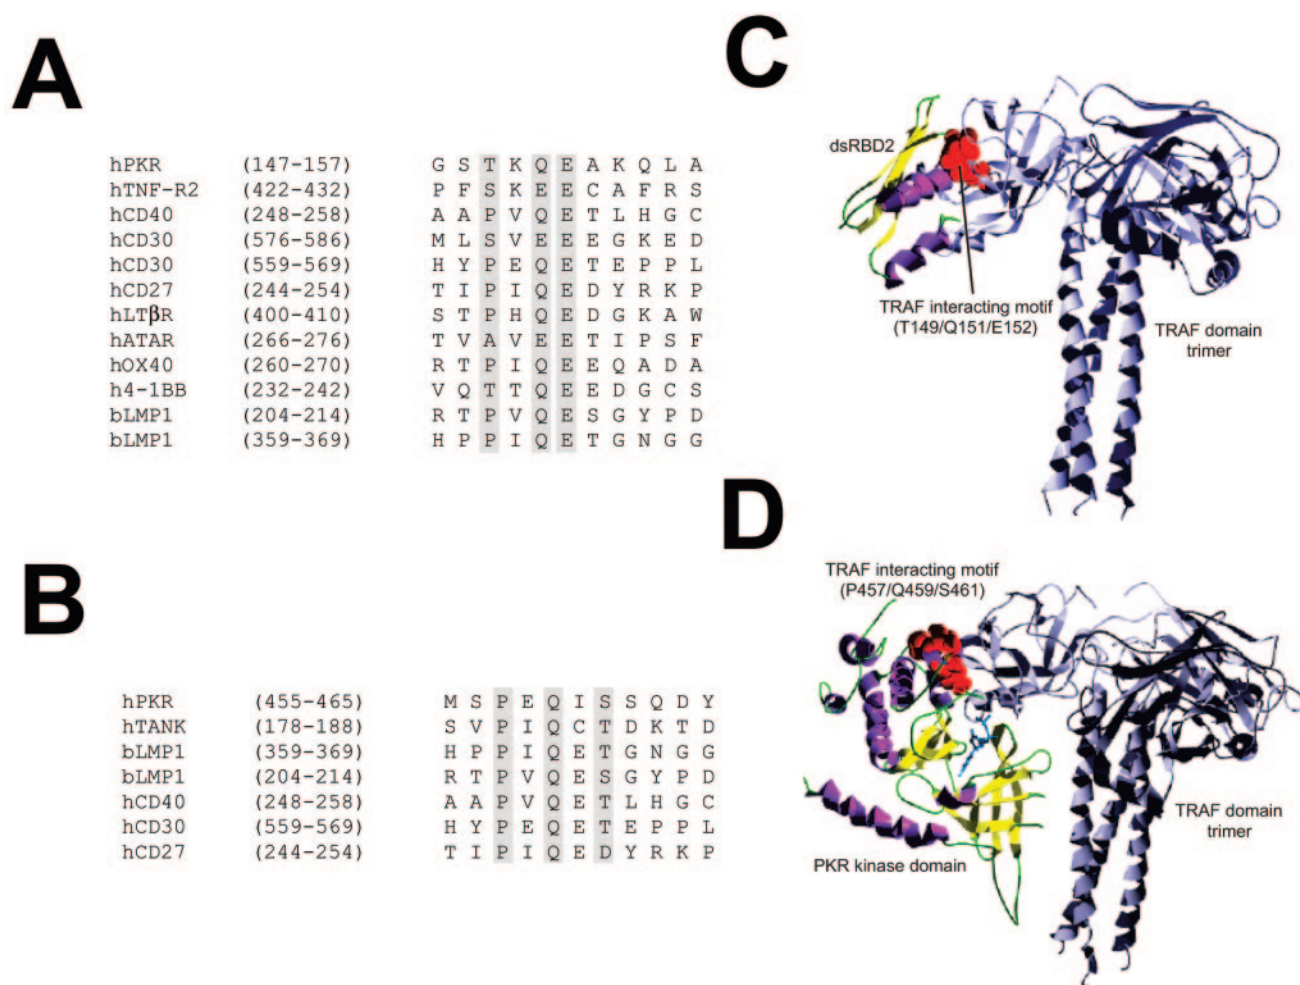 A
hPKR (147-157) G S T K Q E A K Q L A
hTNF-R2 (422-432) P F S K E E C A F R S
hCD40 (248-258) A A P V Q E T L H G C
hCD30 (576-586) M L S V E E E G K E D
hCD30 (559-569) H Y P E Q E T E P P L
hCD27 (244-254) T I P I Q E D Y R K P
hLTβR (400-410) S T P H Q E D G K A W
hATAR (266-276) T V A V E E T I P S F
hOX40 (260-270) R T P I Q E E Q A D A
h4-1BB (232-242) V Q T T Q E E D G C S
bLMP1 (204-214) R T P V Q E S G Y P D
bLMP1 (359-369) H P P I Q E T G N G G
B
hPKR (455-465) M S P E Q I S S Q D Y
hTANK (178-188) S V P I Q C T D K T D
bLMP1 (359-369) H P P I Q E T G N G G
bLMP1 (204-214) R T P V Q E S G Y P D
hCD40 (248-258) A A P V Q E T L H G C
hCD30 (559-569) H Y P E Q E T E P P L
hCD27 (244-254) T I P I Q E D Y R K P
C
dsRBD2
TRAF interacting motif
(T149/Q151/E152)
TRAF domain
trimer
D
TRAF interacting motif
(P457/Q459/S461)
TRAF domain
trimer
PKR kinase domain